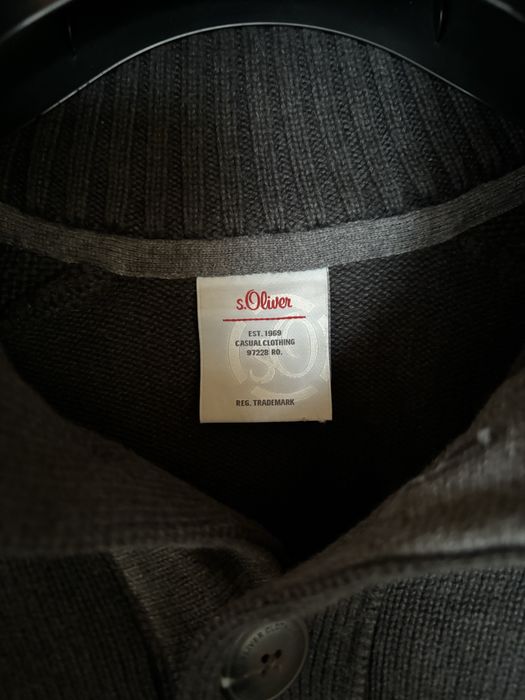 s.Oliver
EST. 1969
CASUAL CLOTHING
97228 RO.
REG. TRADEMARK